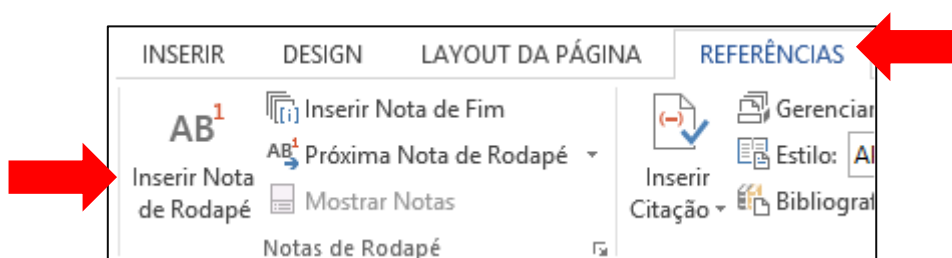 INSERIR DESIGN LAYOUT DA PÁGINA REFERÊNCIAS
AB¹
Inserir Nota
de Rodapé
[i] Inserir Nota de Fim
AB¹ Próxima Nota de Rodapé
Mostrar Notas
Notas de Rodapé
(-)
Inserir
Citação
Gerenciar
Estilo:
Bibliograf